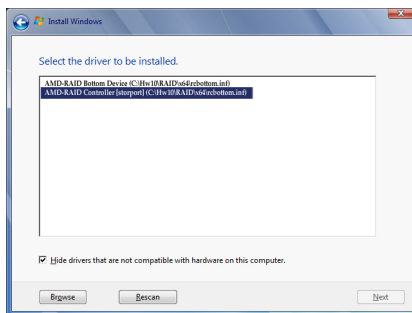 Install Windows
Select the driver to be installed.
AMD-RAID Bottom Device (C:\Hw10\RAID\x64\rcbottom.inf)
AMD-RAID Controller [storport] (C:\Hw10\RAID\x64\rcbottom.inf)
Hide drivers that are not compatible with hardware on this computer.
Browse Rescan Next